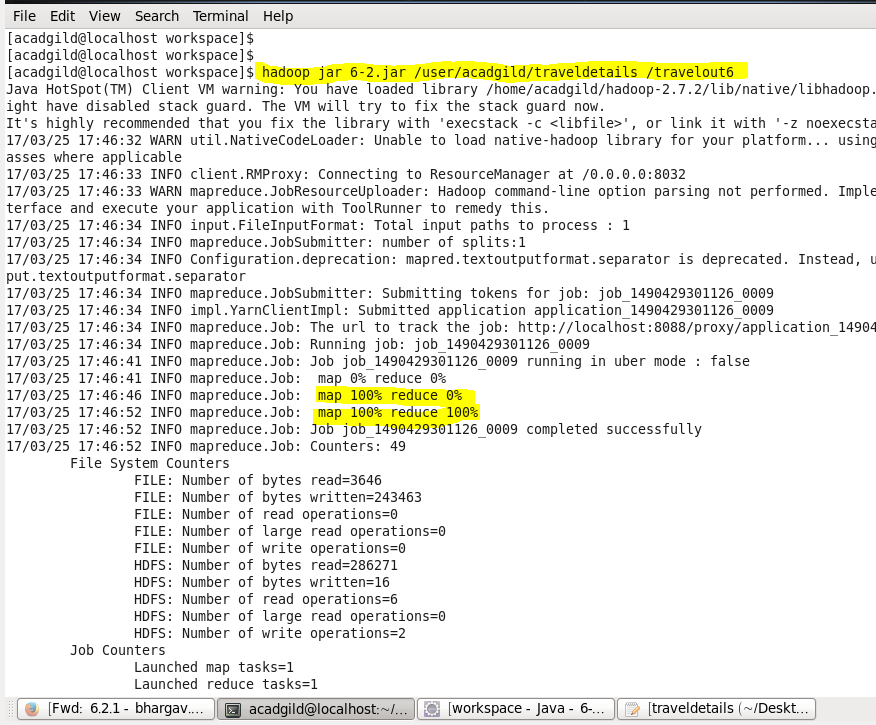 File Edit View Search Terminal Help
[acadgild@localhost workspace]$
[acadgild@localhost workspace]$
[acadgild@localhost workspace]$ hadoop jar 6-2.jar /user/acadgild/traveldetails /travelout6
Java HotSpot(TM) Client VM warning: You have loaded library /home/acadgild/hadoop-2.7.2/lib/native/libhadoop.
ight have disabled stack guard. The VM will try to fix the stack guard now.
It's highly recommended that you fix the library with 'execstack -c <libfile>', or link it with '-z noexecsta
17/03/25 17:46:32 WARN util.NativeCodeLoader: Unable to load native-hadoop library for your platform... using
asses where applicable
17/03/25 17:46:33 INFO client.RMProxy: Connecting to ResourceManager at /0.0.0.0:8032
17/03/25 17:46:33 WARN mapreduce.JobResourceUploader: Hadoop command-line option parsing not performed. Imple
terface and execute your application with ToolRunner to remedy this.
17/03/25 17:46:34 INFO input.FileInputFormat: Total input paths to process : 1
17/03/25 17:46:34 INFO mapreduce.JobSubmitter: number of splits:1
17/03/25 17:46:34 INFO Configuration.deprecation: mapred.textoutputformat.separator is deprecated. Instead, u
put.textoutputformat.separator
17/03/25 17:46:34 INFO mapreduce.JobSubmitter: Submitting tokens for job: job_1490429301126_0009
17/03/25 17:46:34 INFO impl.YarnClientImpl: Submitted application application_1490429301126_0009
17/03/25 17:46:34 INFO mapreduce.Job: The url to track the job: http://localhost:8088/proxy/application_14904
17/03/25 17:46:34 INFO mapreduce.Job: Running job: job_1490429301126_0009
17/03/25 17:46:41 INFO mapreduce.Job: Job job_1490429301126_0009 running in uber mode : false
17/03/25 17:46:41 INFO mapreduce.Job:  map 0% reduce 0%
17/03/25 17:46:46 INFO mapreduce.Job:  map 100% reduce 0%
17/03/25 17:46:52 INFO mapreduce.Job:  map 100% reduce 100%
17/03/25 17:46:52 INFO mapreduce.Job: Job job_1490429301126_0009 completed successfully
17/03/25 17:46:52 INFO mapreduce.Job: Counters: 49
File System Counters
FILE: Number of bytes read=3646
FILE: Number of bytes written=243463
FILE: Number of read operations=0
FILE: Number of large read operations=0
FILE: Number of write operations=0
HDFS: Number of bytes read=286271
HDFS: Number of bytes written=16
HDFS: Number of read operations=6
HDFS: Number of large read operations=0
HDFS: Number of write operations=2
Job Counters
Launched map tasks=1
Launched reduce tasks=1
[Fwd: 6.2.1 - bhargav.... acadgild@localhost:~/... [workspace - Java - 6-... [traveldetails (~/Deskt...